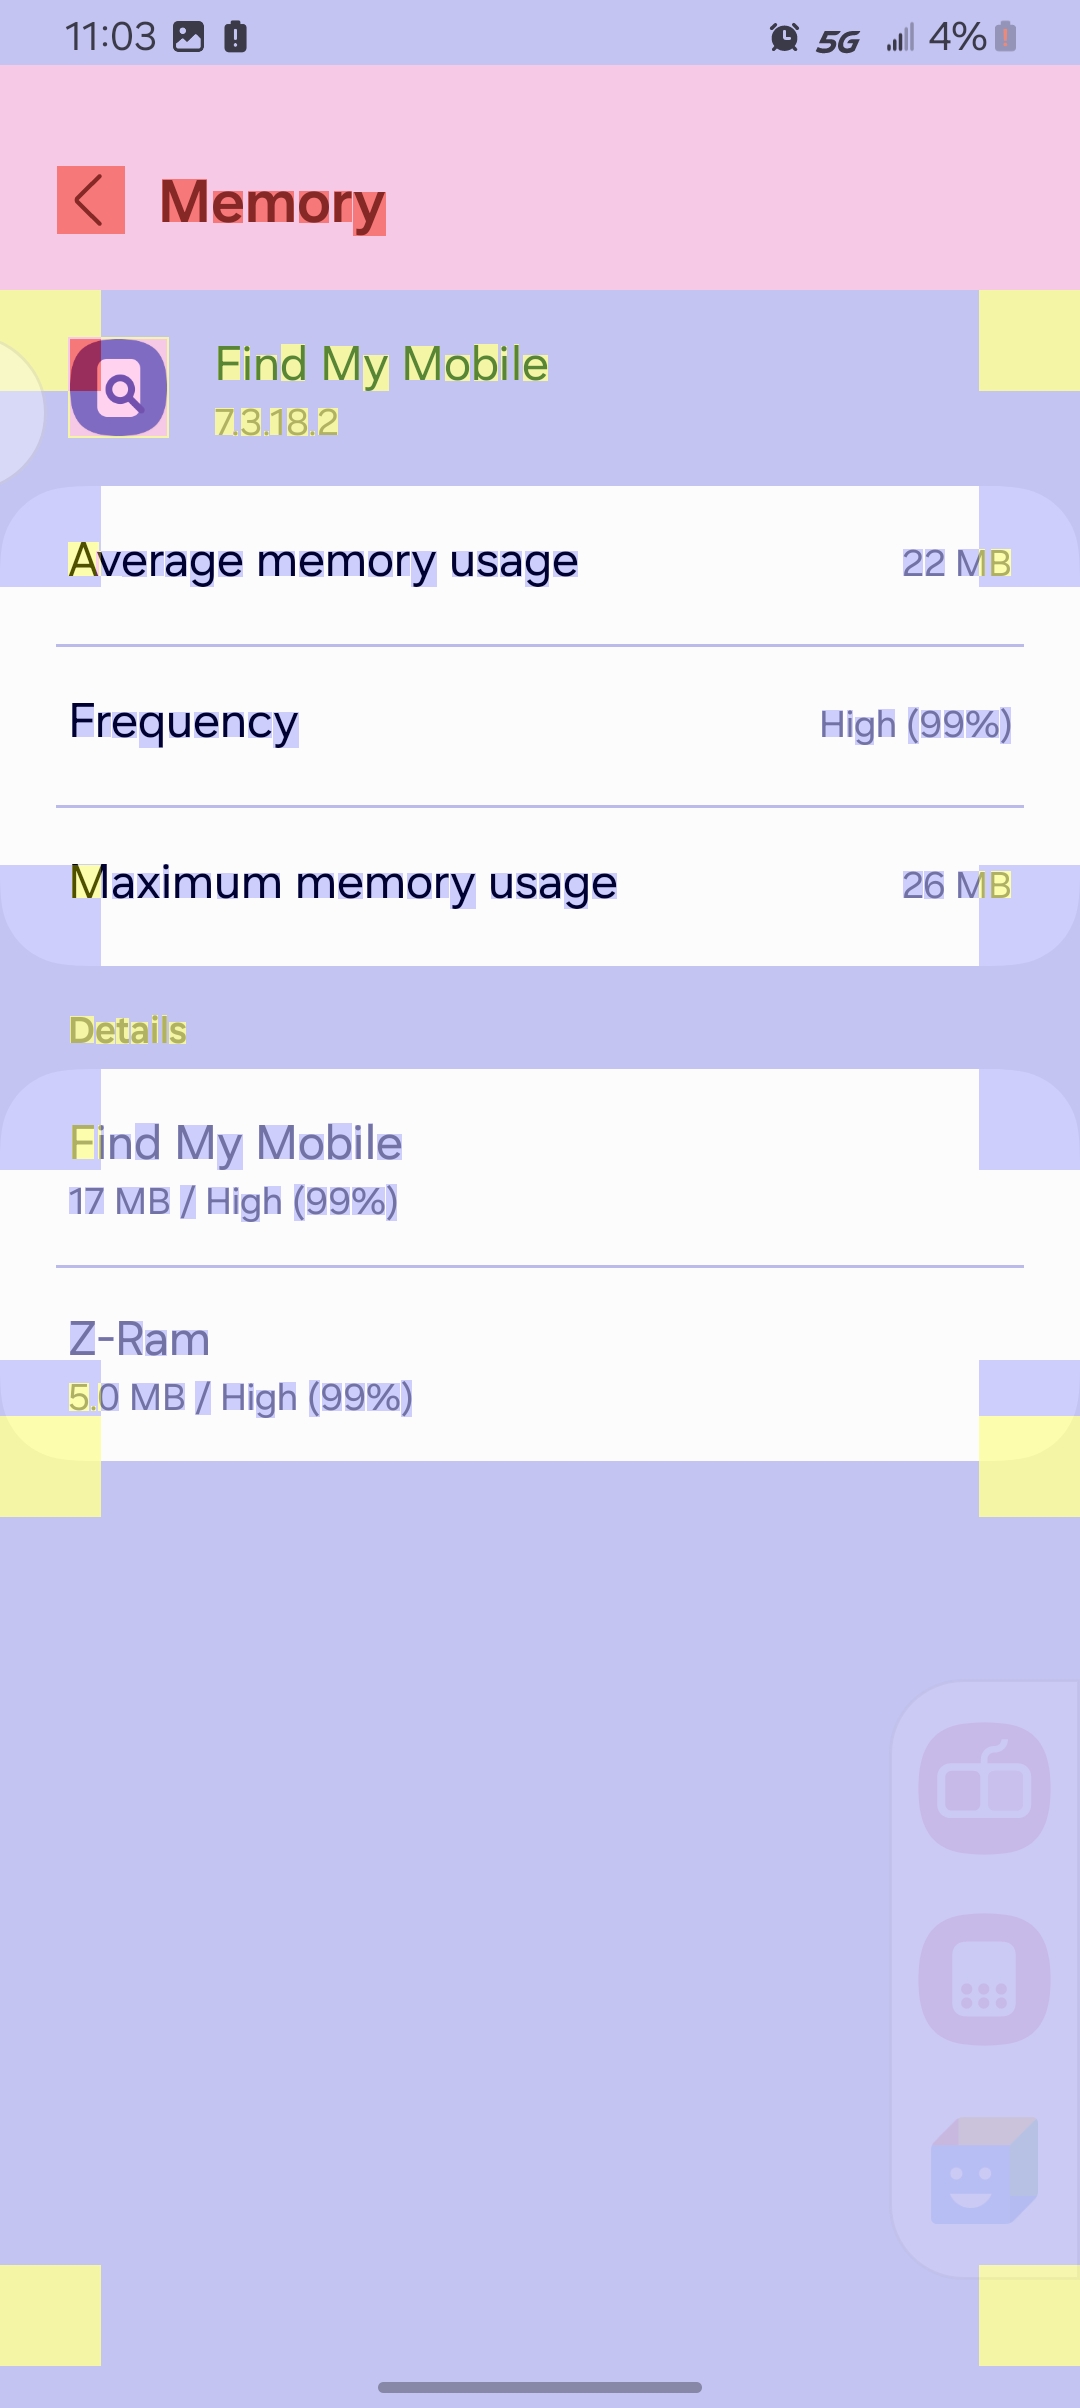 11:03 5G 4%
Memory
Find My Mobile
7.3.18.2
Average memory usage 22 MB
Frequency High (99%)
Maximum memory usage 26 MB
Details
Find My Mobile
17 MB / High (99%)
Z-Ram
5.0 MB / High (99%)